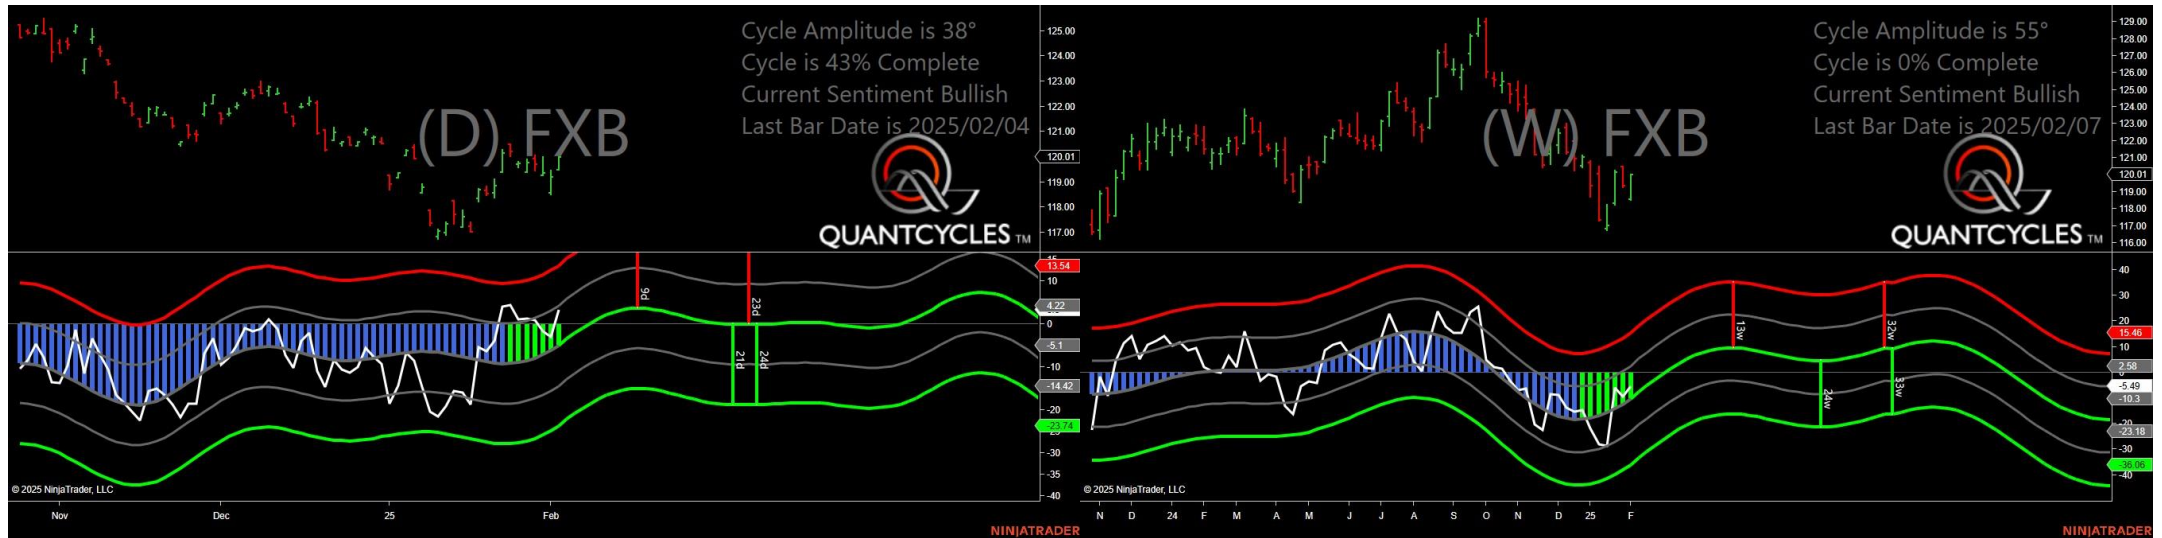 Cycle Amplitude is 38°
Cycle is 43% Complete
Current Sentiment Bullish
Last Bar Date is 2025/02/04
(D) FXB
QUANTCYCLES TM
125.00
124.00
123.00
122.00
121.00
120.01
119.00
118.00
117.00
9d
23d
21d
24d
15
13.54
10
4.22
0
-5.1
-10
-14.42
-20
-23.74
-30
-35
-40
© 2025 NinjaTrader, LLC
Nov
Dec
25
Feb
NINJATRADER
Cycle Amplitude is 55°
Cycle is 0% Complete
Current Sentiment Bullish
Last Bar Date is 2025/02/07
(W) FXB
QUANTCYCLES TM
129.00
128.00
127.00
126.00
125.00
124.00
123.00
122.00
121.00
120.01
119.00
118.00
117.00
116.00
13w
32w
24w
33w
40
30
20
15.46
10
2.58
-5.49
-10.3
-20
-23.18
-30
-36.06
-40
© 2025 NinjaTrader, LLC
N D 24 F M A M J J A S O N D 25 F
NINJATRADER